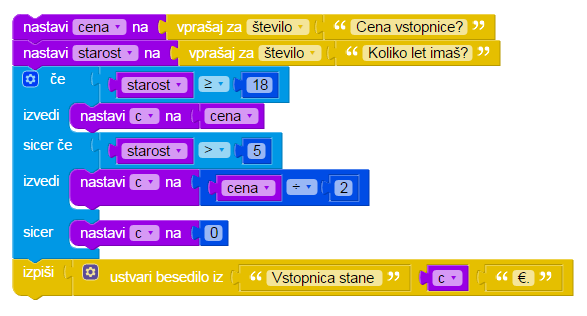 nastavi cena na vprašaj za število “ Cena vstopnice? ”
nastavi starost na vprašaj za število “ Koliko let imaš? ”
če starost ≥ 18
izvedi nastavi c na cena
sicer če starost > 5
izvedi nastavi c na cena ÷ 2
sicer nastavi c na 0
izpiši ustvari besedilo iz “ Vstopnica stane ” c “ €. ”